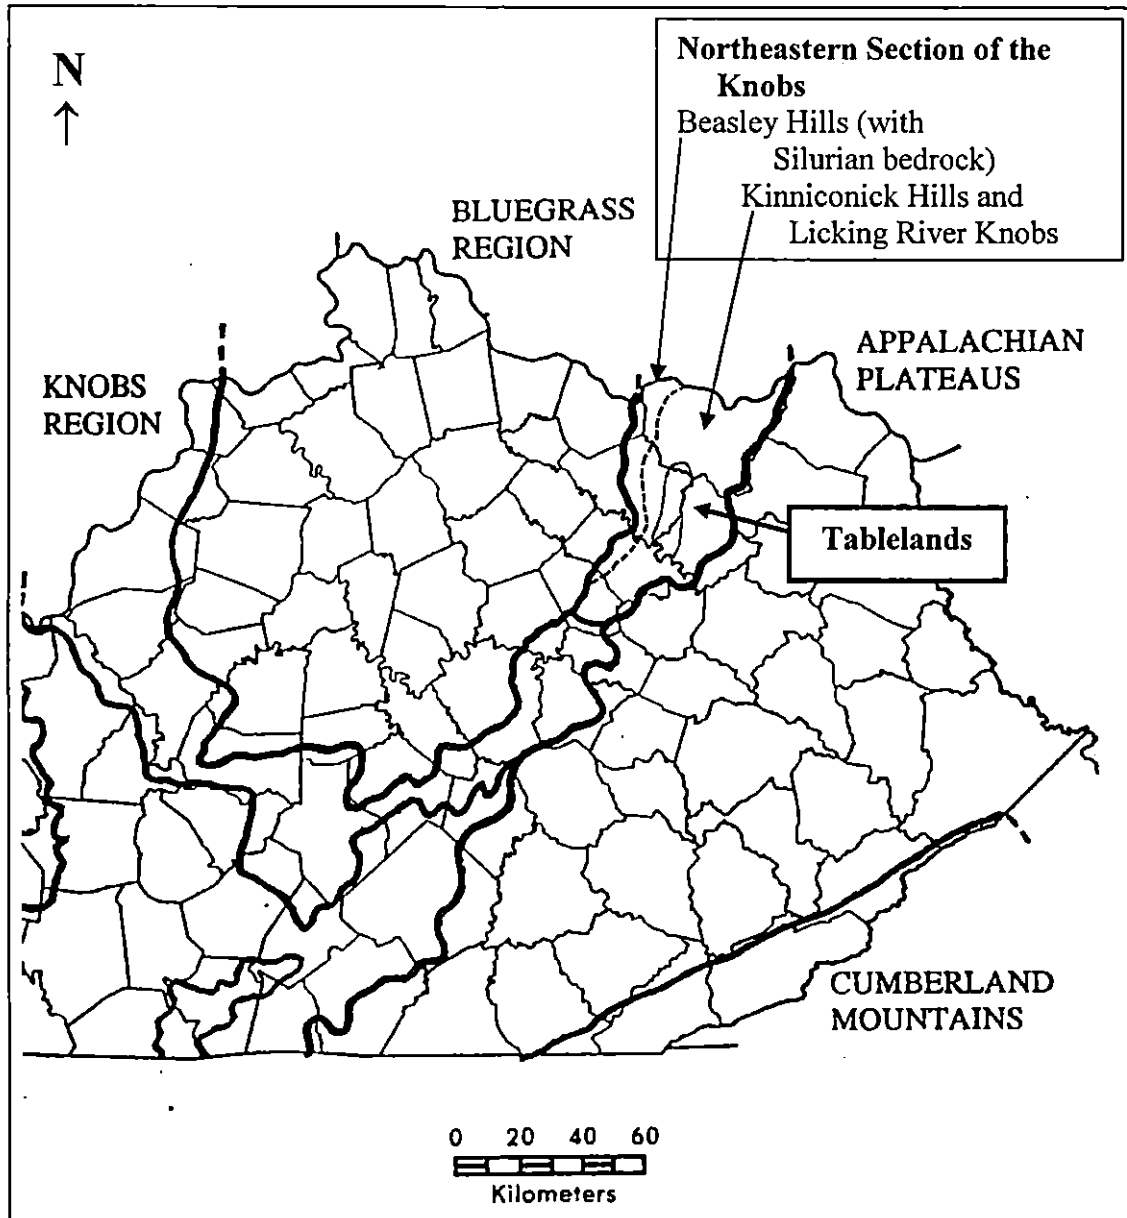 N
Northeastern Section of the
Knobs
Beasley Hills (with
Silurian bedrock)
Kinniconick Hills and
Licking River Knobs
BLUEGRASS
REGION
APPALACHIAN
PLATEAUS
KNOBS
REGION
Tablelands
CUMBERLAND
MOUNTAINS
0 20 40 60
Kilometers